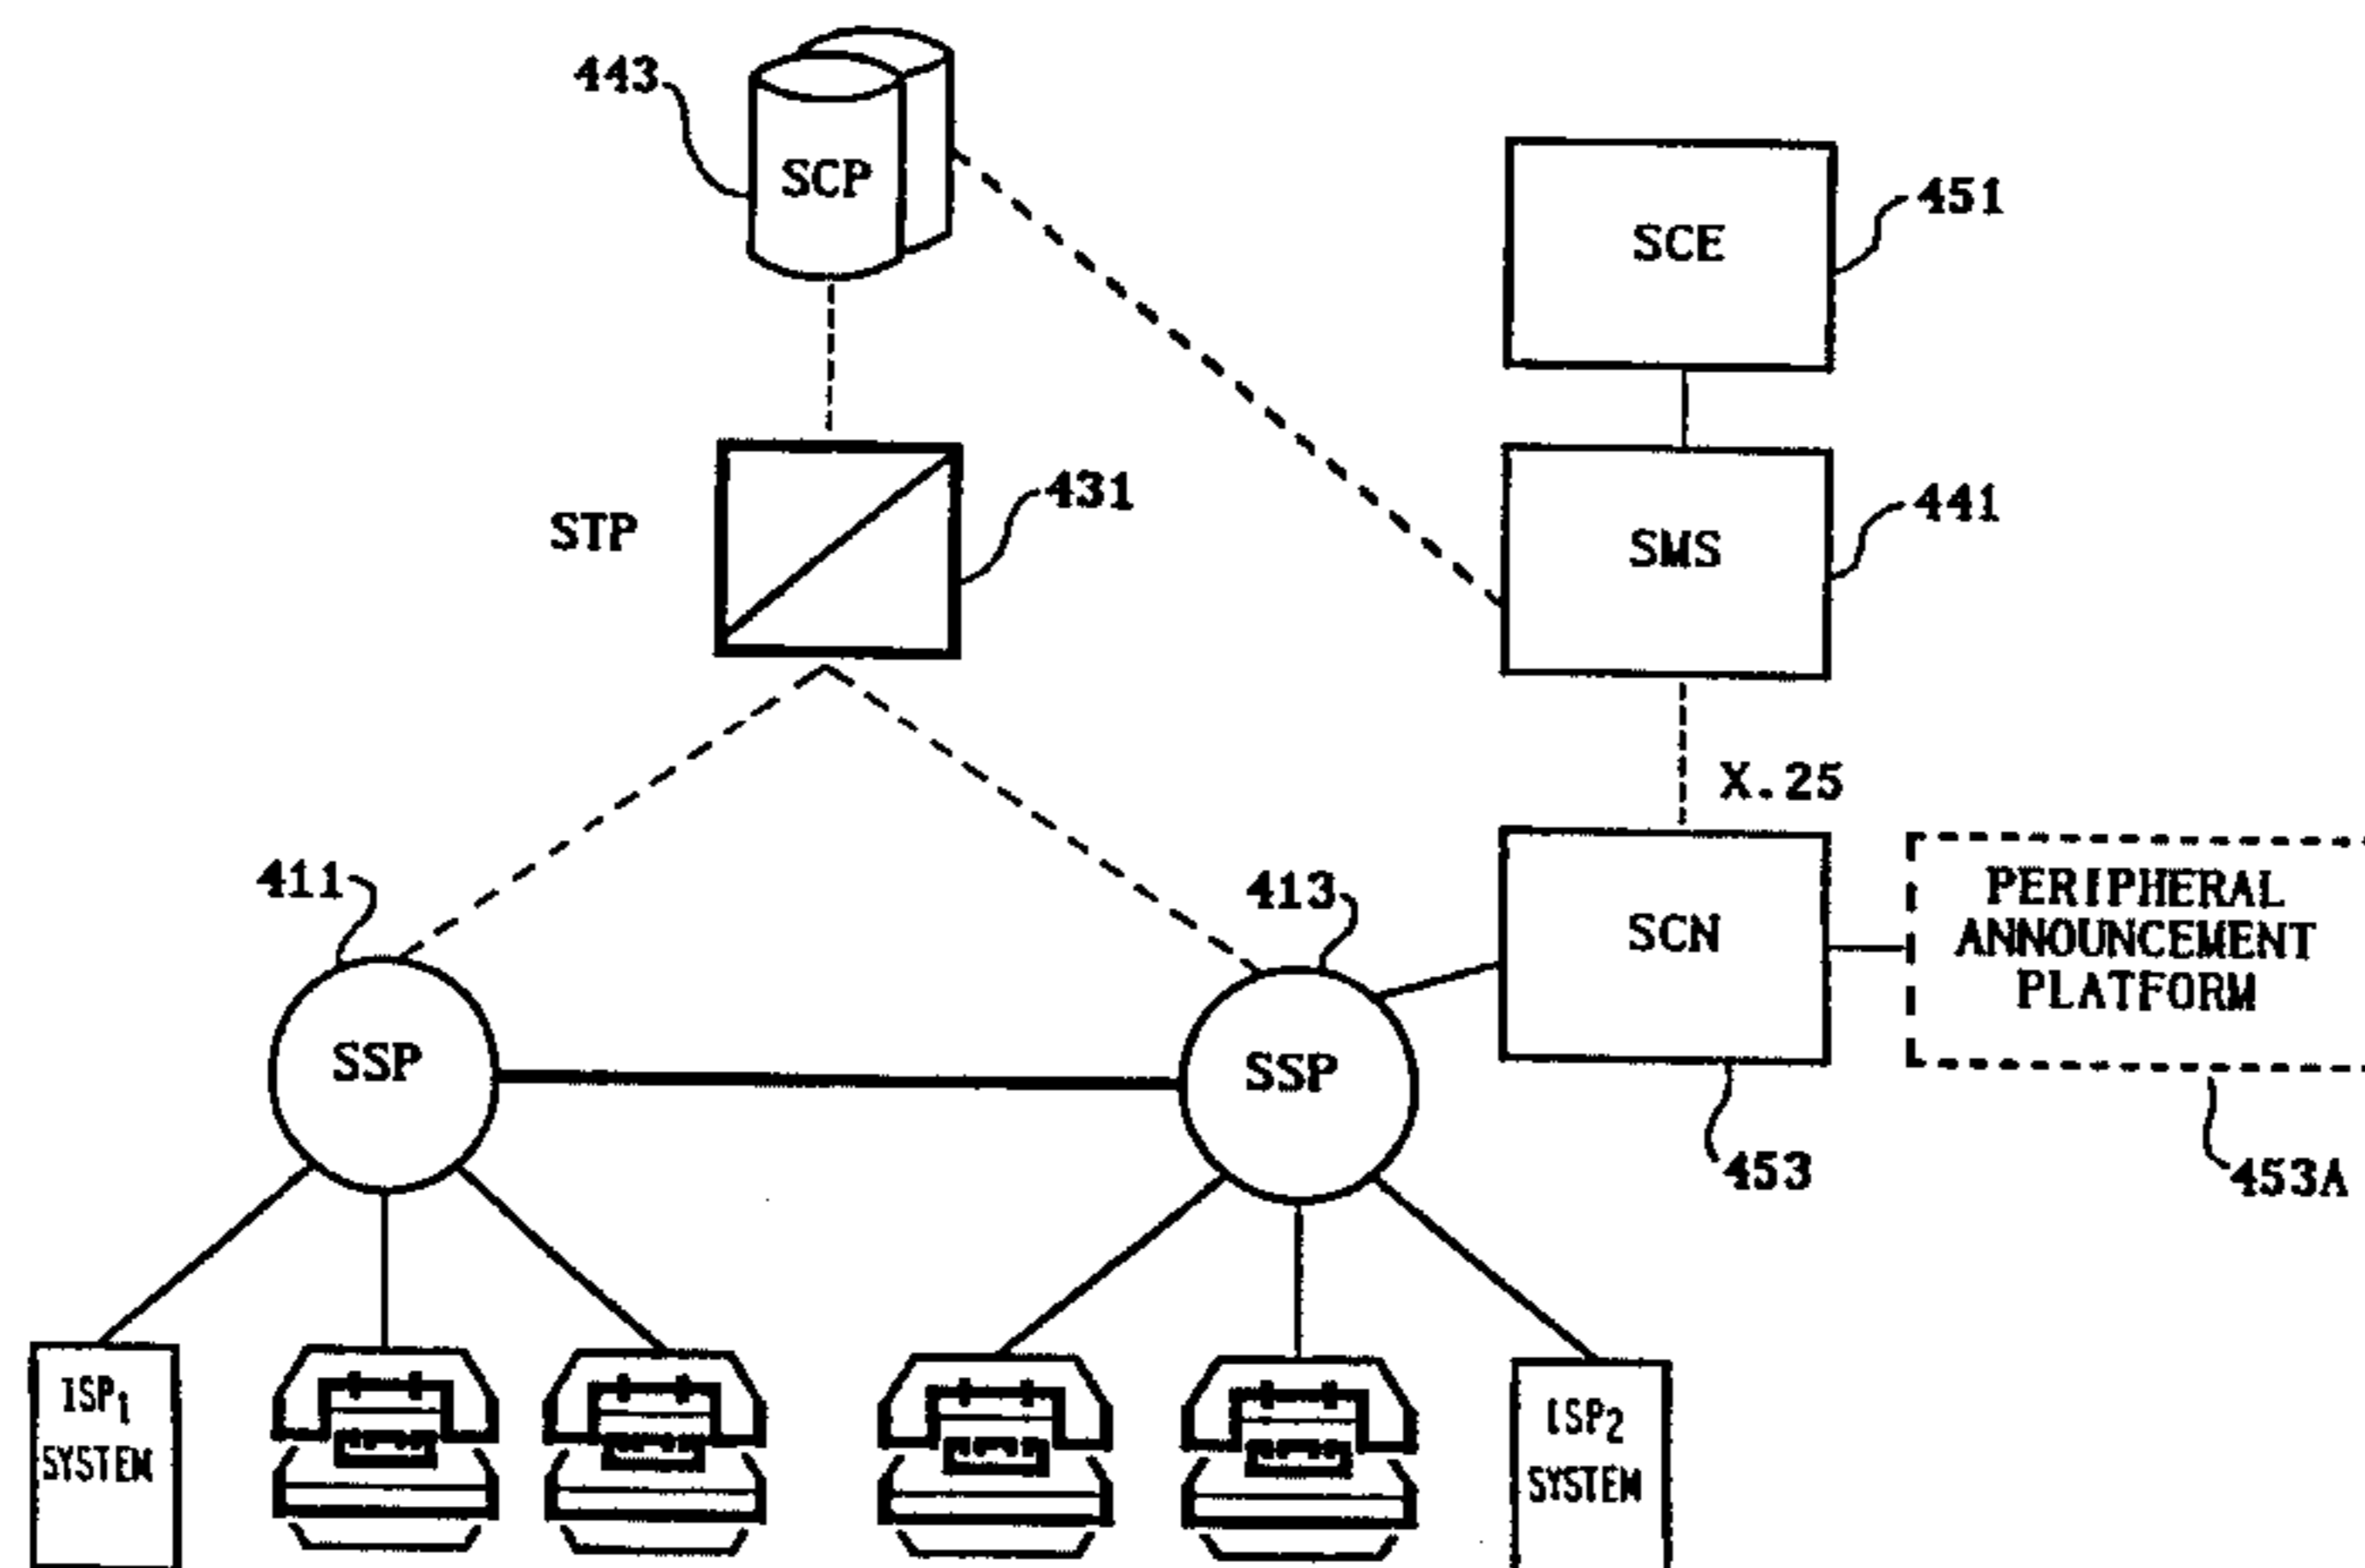 443
SCP
SCE
451
STP
431
SMS
441
X.25
411
413
SCN
PERIPHERAL
ANNOUNCEMENT
PLATFORM
SSP
SSP
453
453A
ISP1
SYSTEM
ISP2
SYSTEM